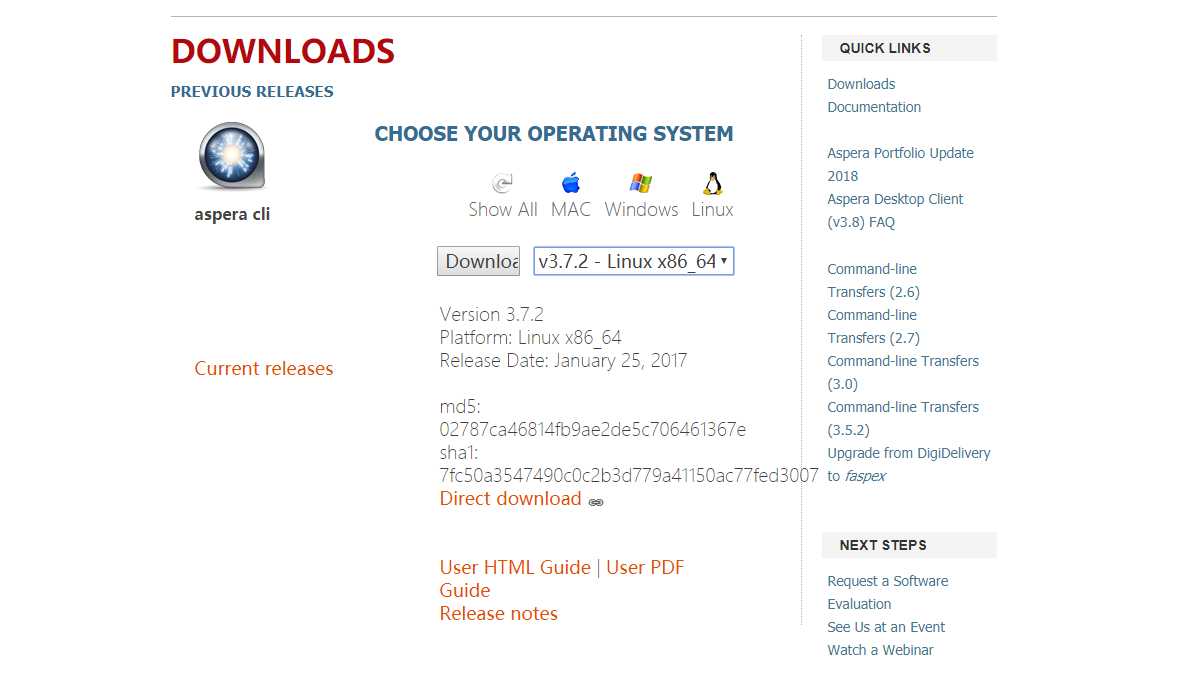 DOWNLOADS
PREVIOUS RELEASES
aspera cli
Current releases
CHOOSE YOUR OPERATING SYSTEM
Show All MAC Windows Linux
Downloa v3.7.2 - Linux x86_64
Version 3.7.2
Platform: Linux x86_64
Release Date: January 25, 2017
md5:
02787ca46814fb9ae2de5c706461367e
sha1:
7fc50a3547490c0c2b3d779a41150ac77fed3007
Direct download
User HTML Guide | User PDF
Guide
Release notes
QUICK LINKS
Downloads
Documentation
Aspera Portfolio Update
2018
Aspera Desktop Client
(v3.8) FAQ
Command-line
Transfers (2.6)
Command-line
Transfers (2.7)
Command-line Transfers
(3.0)
Command-line Transfers
(3.5.2)
Upgrade from DigiDelivery
to faspex
NEXT STEPS
Request a Software
Evaluation
See Us at an Event
Watch a Webinar